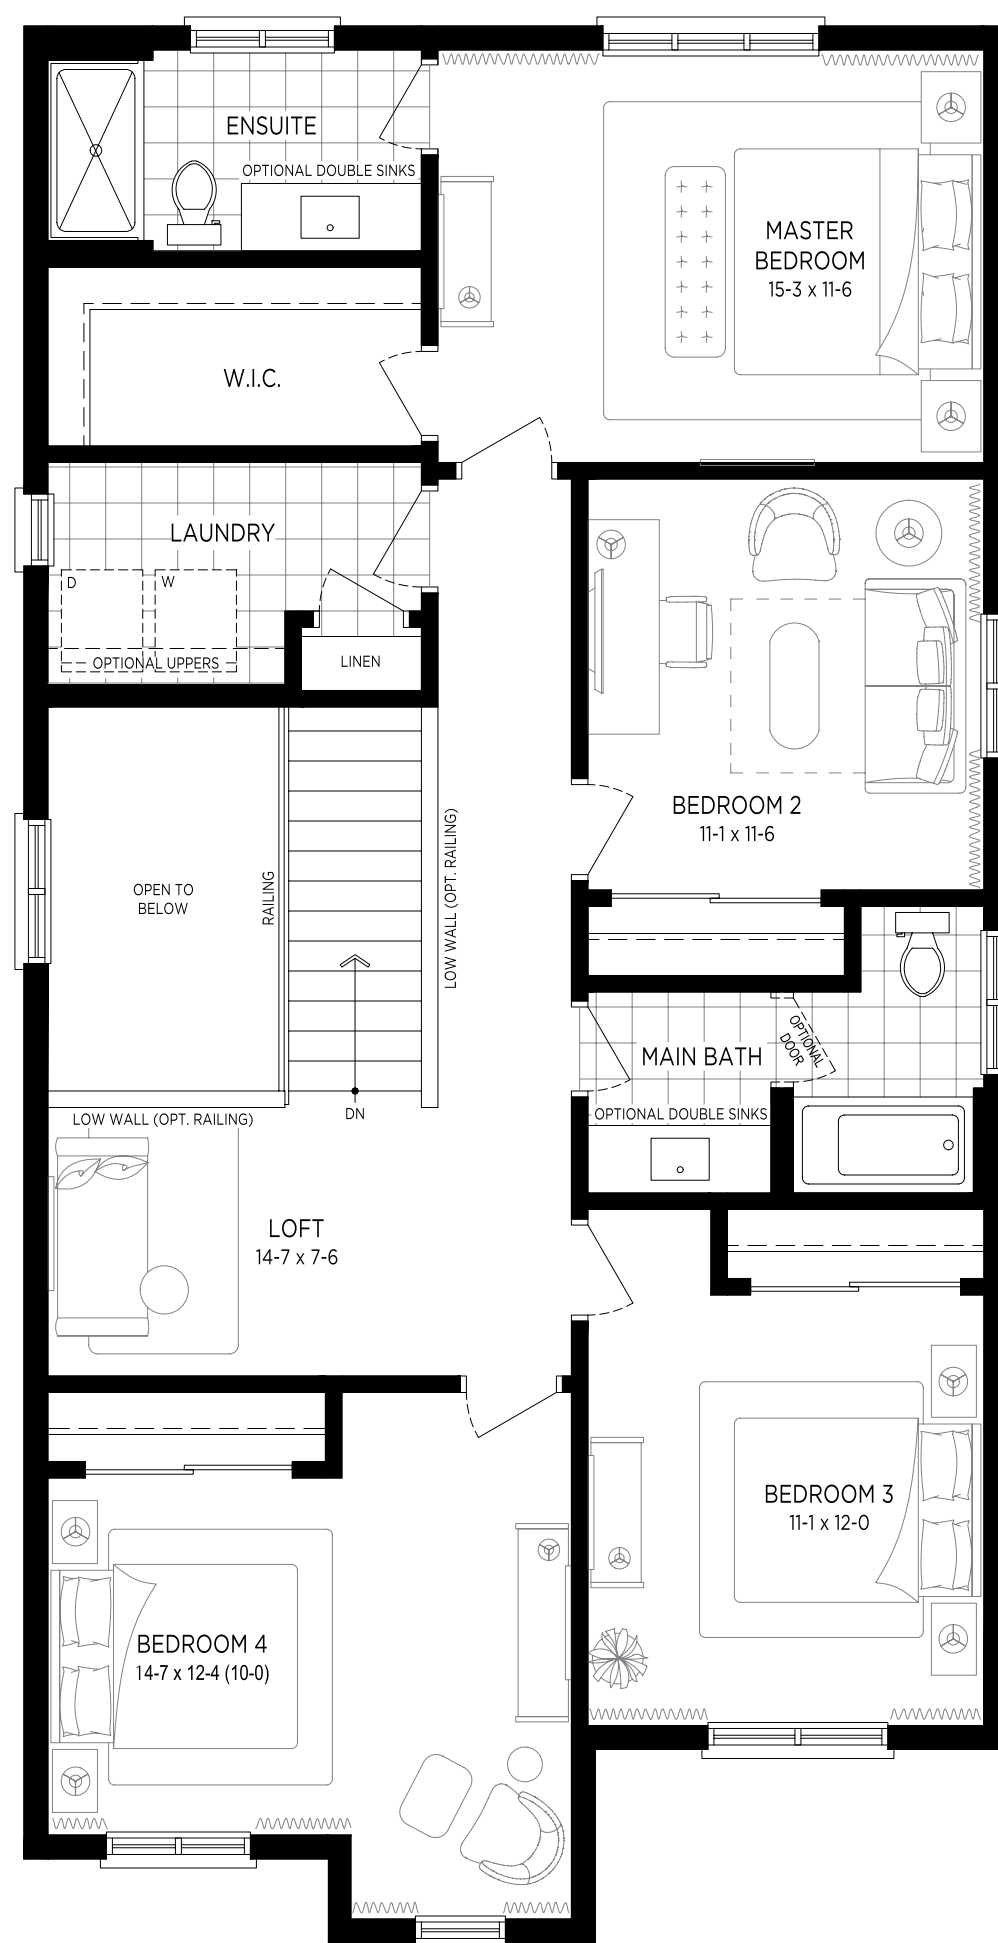 ENSUITE
OPTIONAL DOUBLE SINKS
MASTER
BEDROOM
15-3 x 11-6
W.I.C.
LAUNDRY
D
W
OPTIONAL UPPERS
LINEN
BEDROOM 2
11-1 x 11-6
OPEN TO
BELOW
RAILING
LOW WALL (OPT. RAILING)
DN
LOW WALL (OPT. RAILING)
MAIN BATH
OPTIONAL
DOOR
OPTIONAL DOUBLE SINKS
LOFT
14-7 x 7-6
BEDROOM 3
11-1 x 12-0
BEDROOM 4
14-7 x 12-4 (10-0)